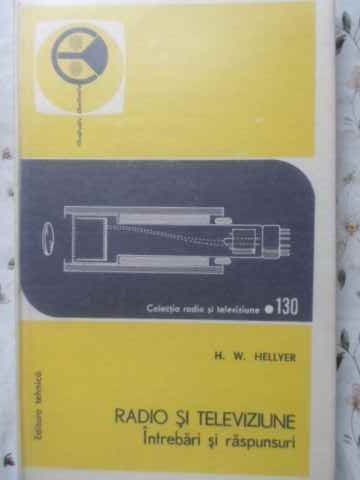 Colecția radio și televiziune ● 130
H. W. HELLYER
RADIO ȘI TELEVIZIUNE
Întrebări și răspunsuri
Editura tehnică